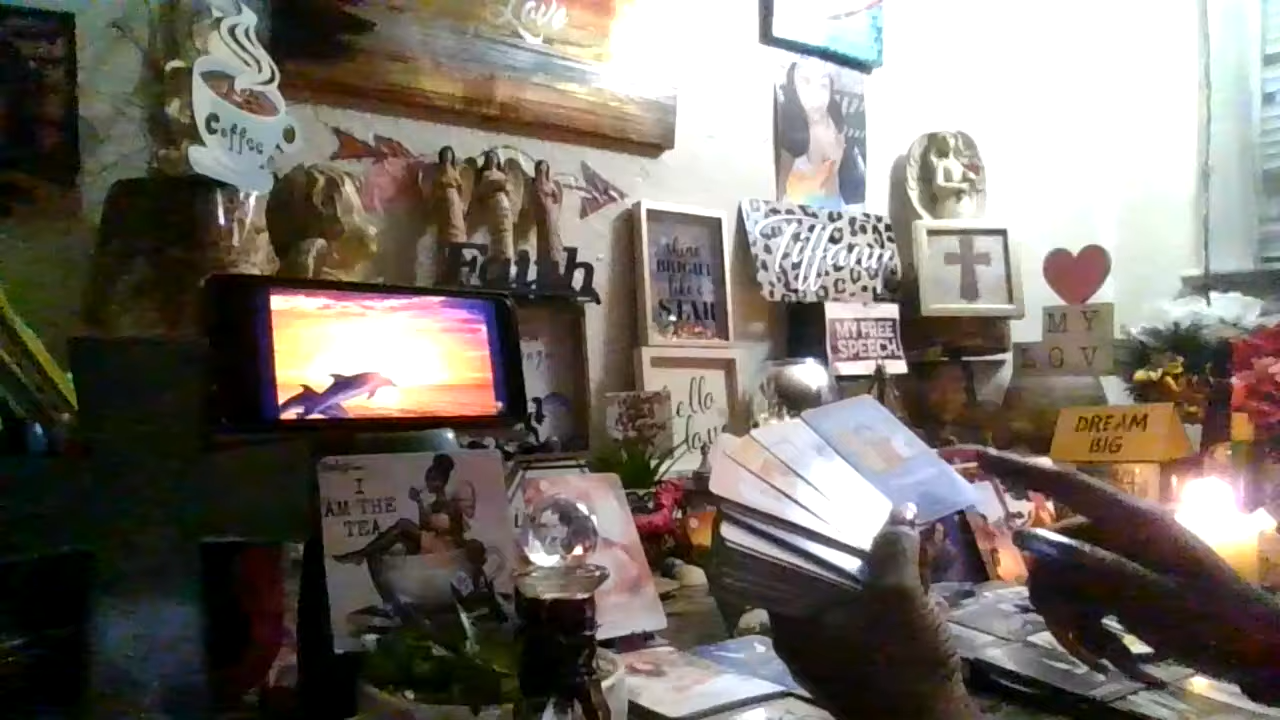 Love
Coffee
Faith
shine
BRIGHT
like a
STAR
Tiffany
MY FREE
SPEECH
MY
LOV
DREAM
BIG
I
AM THE
TEA